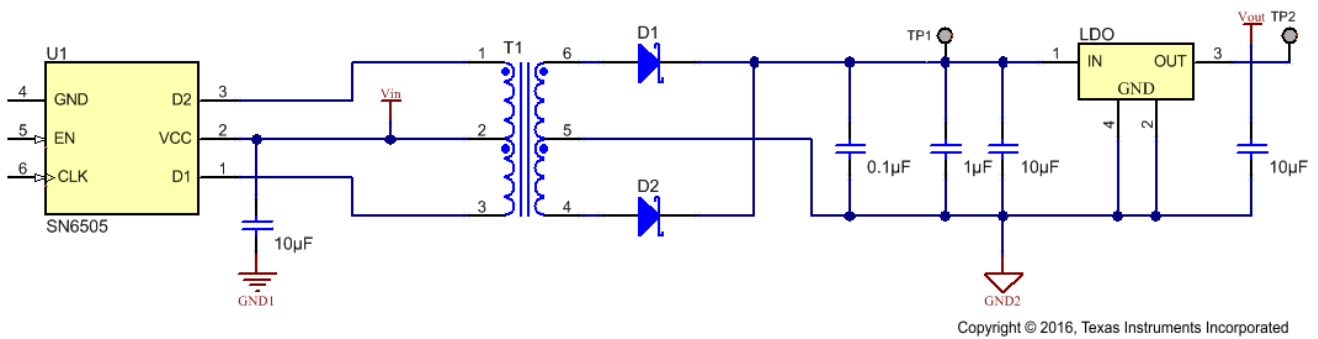 U1
SN6505
4 GND
5 EN
6 CLK
D2 3
VCC 2
D1 1
10µF
GND1
Vin
T1
1
2
3
6
5
4
D1
D2
TP1
0.1µF
1µF
10µF
GND2
LDO
1 IN
OUT 3
GND
4
2
Vout
TP2
10µF
Copyright © 2016, Texas Instruments Incorporated